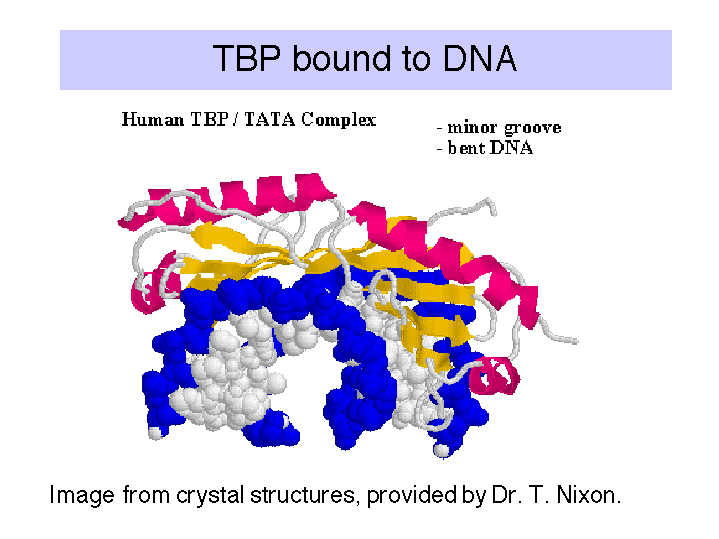 TBP bound to DNA
Human TBP / TATA Complex
- minor groove
- bent DNA
Image from crystal structures, provided by Dr. T. Nixon.